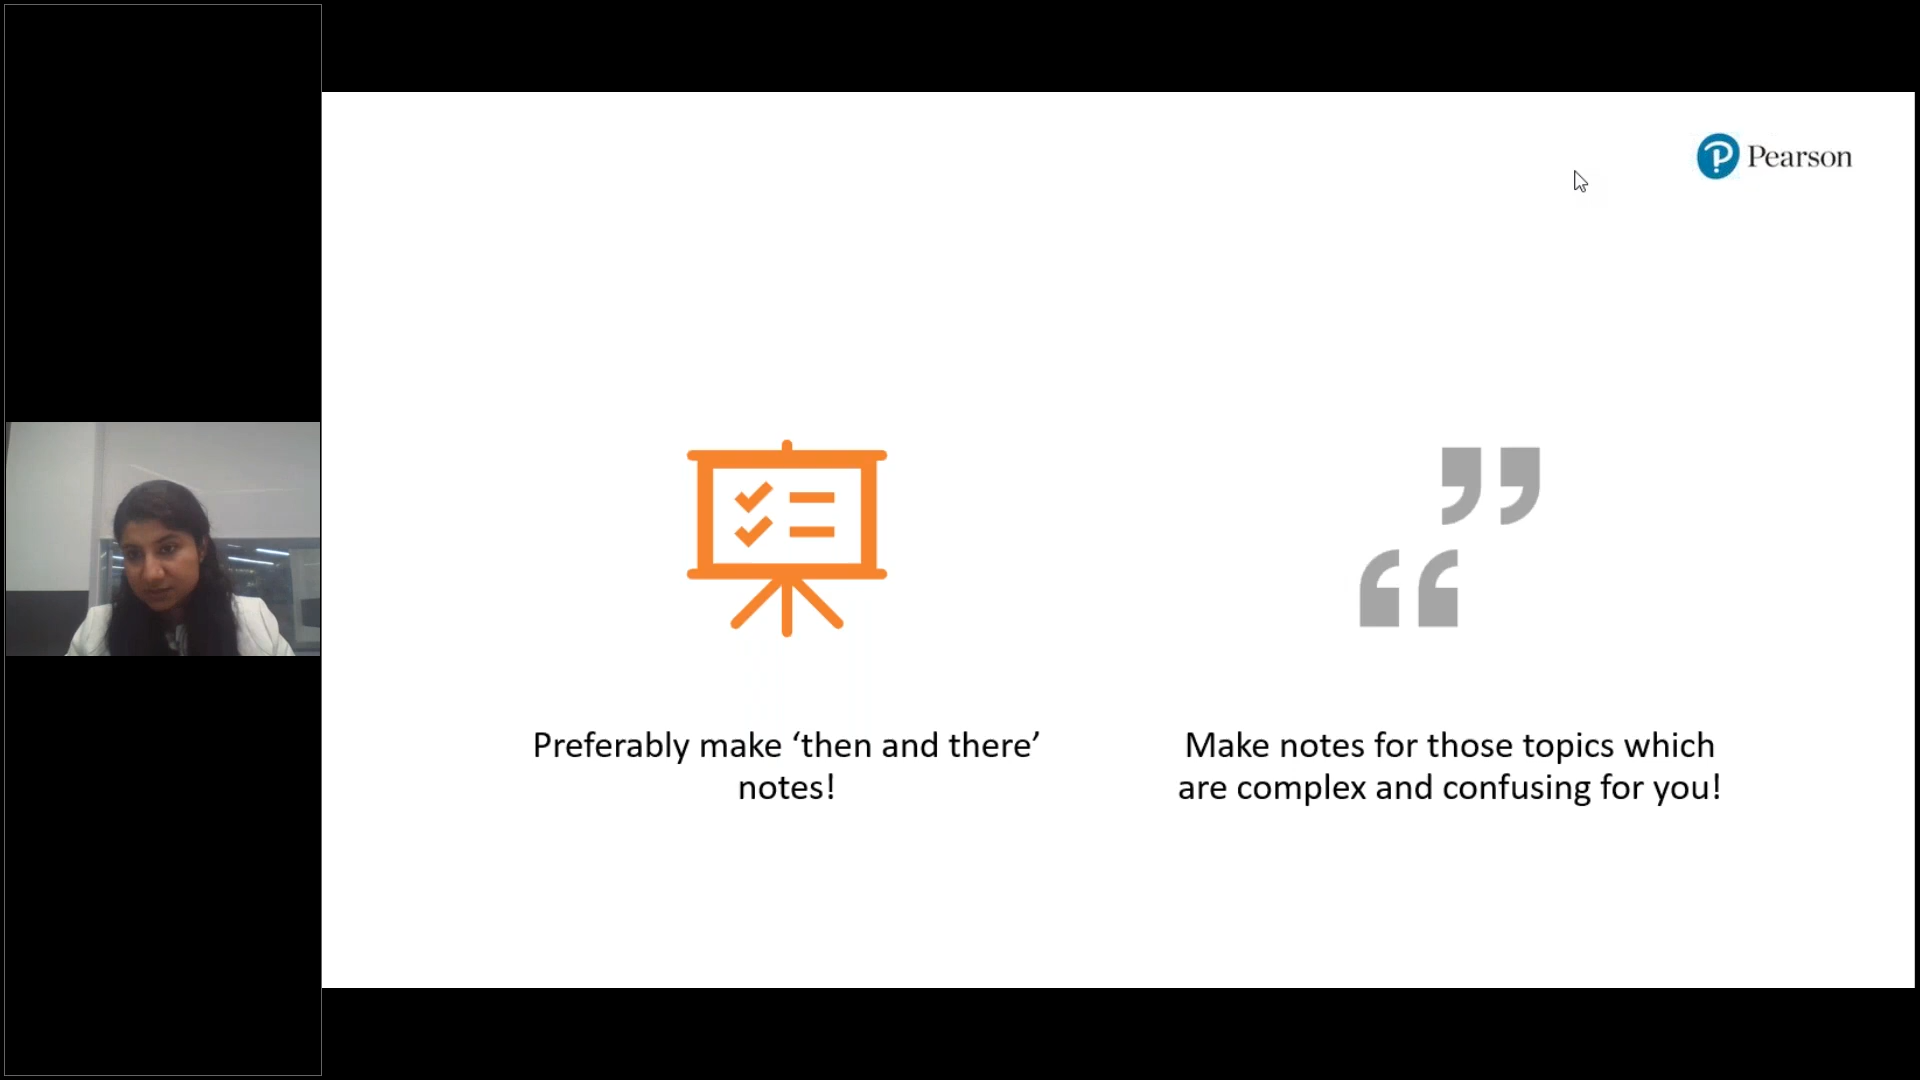 Pearson
Preferably make ‘then and there’
notes!
Make notes for those topics which
are complex and confusing for you!